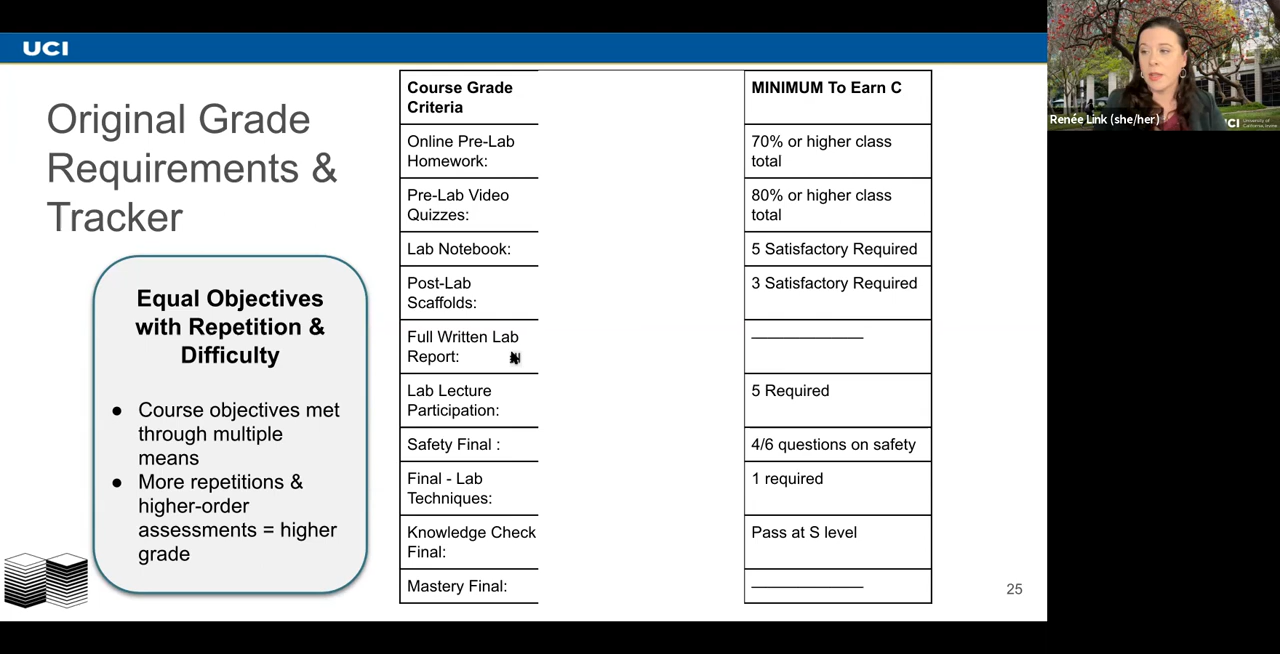 UCI
Original Grade
Requirements &
Tracker
Equal Objectives
with Repetition &
Difficulty
● Course objectives met
through multiple
means
● More repetitions &
higher-order
assessments = higher
grade
Course Grade
Criteria
MINIMUM To Earn C
Online Pre-Lab
Homework:
70% or higher class
total
Pre-Lab Video
Quizzes:
80% or higher class
total
Lab Notebook:
5 Satisfactory Required
Post-Lab
Scaffolds:
3 Satisfactory Required
Full Written Lab
Report:
Lab Lecture
Participation:
5 Required
Safety Final :
4/6 questions on safety
Final - Lab
Techniques:
1 required
Knowledge Check
Final:
Pass at S level
Mastery Final:
25
Renée Link (she/her)
UCI